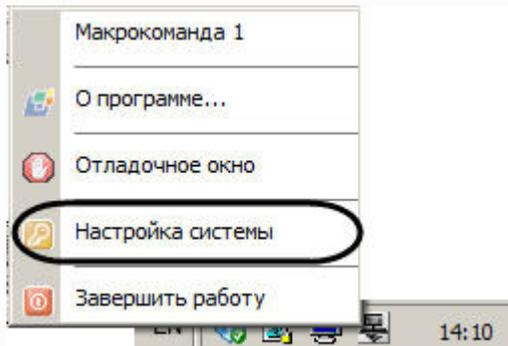 Макрокоманда 1
О программе...
Отладочное окно
Настройка системы
Завершить работу
EN 14:10